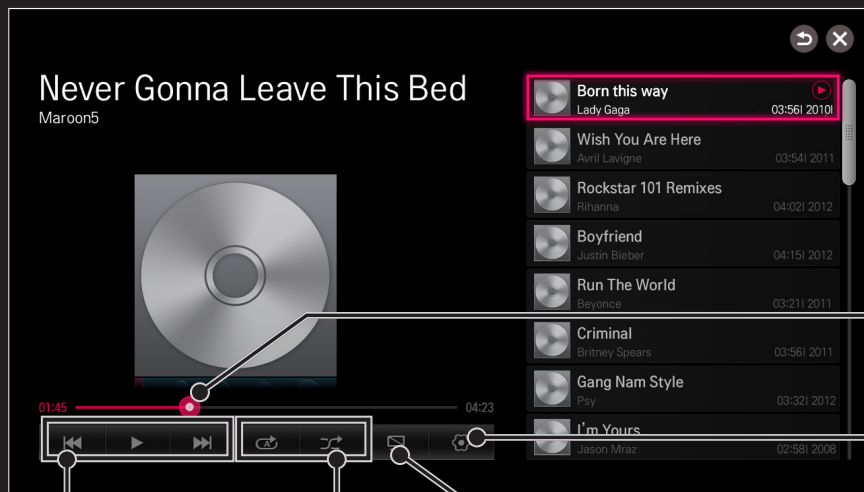 Never Gonna Leave This Bed
Maroon5
Born this way
Lady Gaga 03:56| 2010|
Wish You Are Here
Avril Lavigne 03:54| 2011
Rockstar 101 Remixes
Rihanna 04:02| 2012
Boyfriend
Justin Bieber 04:15| 2012
Run The World
Beyonce 03:21| 2011
Criminal
Britney Spears 03:56| 2011
Gang Nam Style
Psy 03:32| 2012
I'm Yours
Jason Mraz 02:58| 2008
01:45 04:23
A